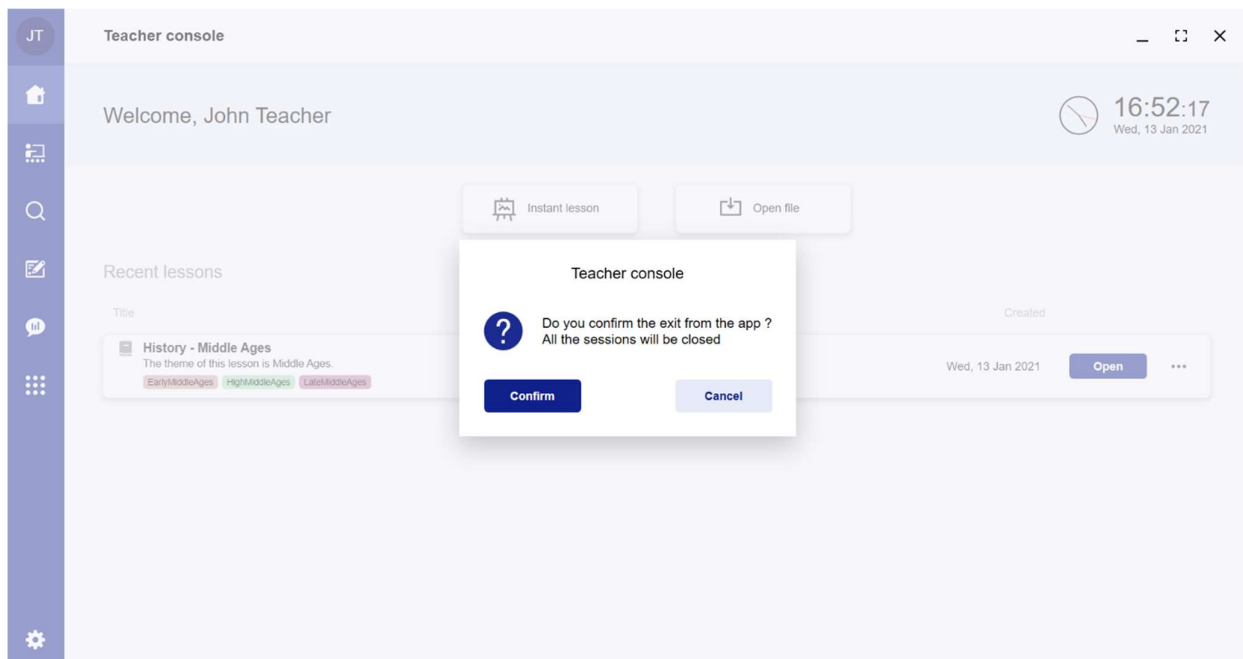 JT
Teacher console
Welcome, John Teacher
16:52:17
Wed, 13 Jan 2021
Instant lesson
Open file
Recent lessons
Title
Created
History - Middle Ages
The theme of this lesson is Middle Ages.
EarlyMiddleAges HighMiddleAges LateMiddleAges
Wed, 13 Jan 2021
Open
Teacher console
Do you confirm the exit from the app ?
All the sessions will be closed
Confirm
Cancel